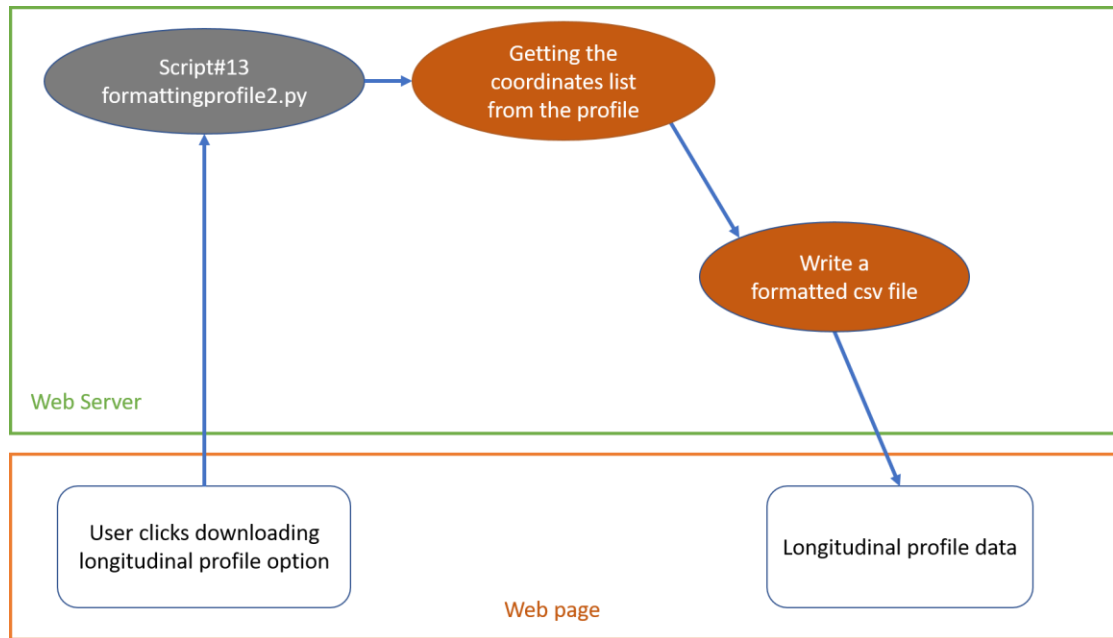 Script#13
formattingprofile2.py
Getting the
coordinates list
from the profile
Write a
formatted csv file
Web Server
User clicks downloading
longitudinal profile option
Longitudinal profile data
Web page